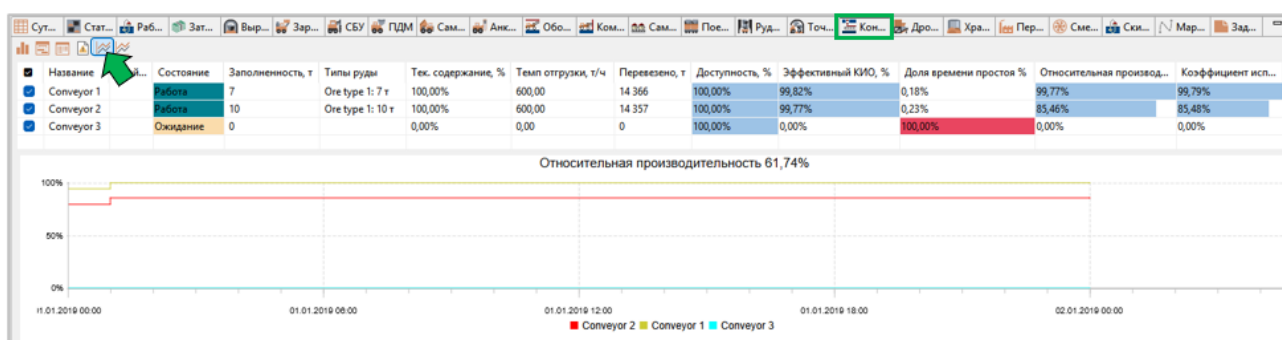 Сут... Стат... Раб... Зат... Выр... Зар... СБУ ПДМ Сам... Анк... Обо... Ком... Сам... Пое... Руд... Точ... Кон... Дро... Хра... Пер... Сме... Ски... Мар... Зад...
Название Состояние Заполненность, т Типы руды Тек. содержание, % Темп отгрузки, т/ч Перевезено, т Доступность, % Эффективный КИО, % Доля времени простоя % Относительная производ... Коэффициент исп...
Conveyor 1 Работа 7 Ore type 1: 7 т 100,00% 600,00 14 366 100,00% 99,82% 0,18% 99,77% 99,79%
Conveyor 2 Работа 10 Ore type 1: 10 т 100,00% 600,00 14 357 100,00% 99,77% 0,23% 85,46% 85,48%
Conveyor 3 Ожидание 0 0,00% 0,00 0 100,00% 0,00% 100,00% 0,00% 0,00%
Относительная производительность 61,74%
100%
50%
0%
01.01.2019 06:00 01.01.2019 12:00 01.01.2019 18:00 02.01.2019 00:00
Conveyor 2 Conveyor 1 Conveyor 3